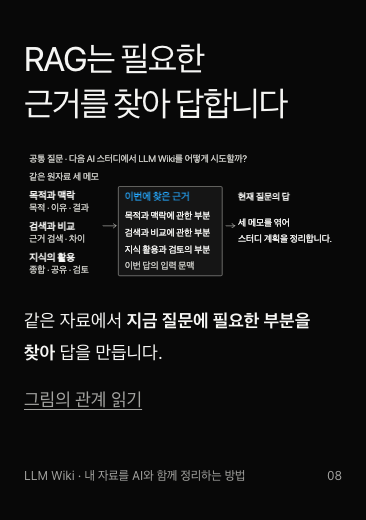 RAG는 필요한
근거를 찾아 답합니다
공통 질문 · 다음 AI 스터디에서 LLM Wiki를 어떻게 시도할까?
같은 원자료 세 메모
목적과 맥락
목적 · 이유 · 결과
검색과 비교
근거 검색 · 차이
지식의 활용
종합 · 공유 · 검토
이번에 찾은 근거
목적과 맥락에 관한 부분
검색과 비교에 관한 부분
지식 활용과 검토의 부분
이번 답의 입력 문맥
현재 질문의 답
세 메모를 엮어
스터디 계획을 정리합니다.
같은 자료에서 지금 질문에 필요한 부분을
찾아 답을 만듭니다.
그림의 관계 읽기
LLM Wiki · 내 자료를 AI와 함께 정리하는 방법
08